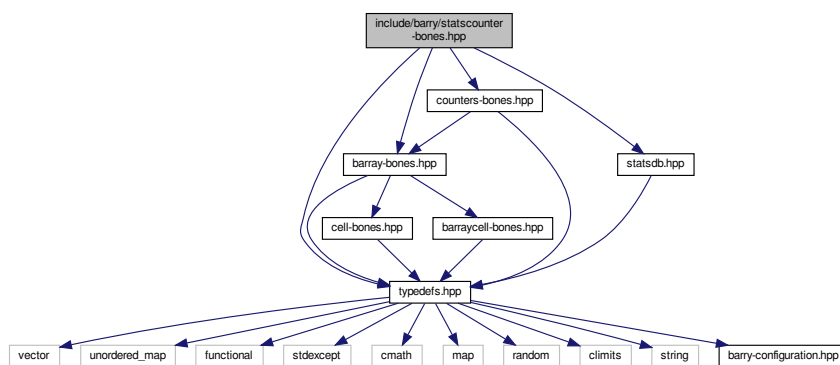 include/barry/statscounter
-bones.hpp
counters-bones.hpp
barray-bones.hpp
statsdb.hpp
cell-bones.hpp
barraycell-bones.hpp
typedefs.hpp
vector
unordered_map
functional
stdexcept
cmath
map
random
climits
string
barry-configuration.hpp